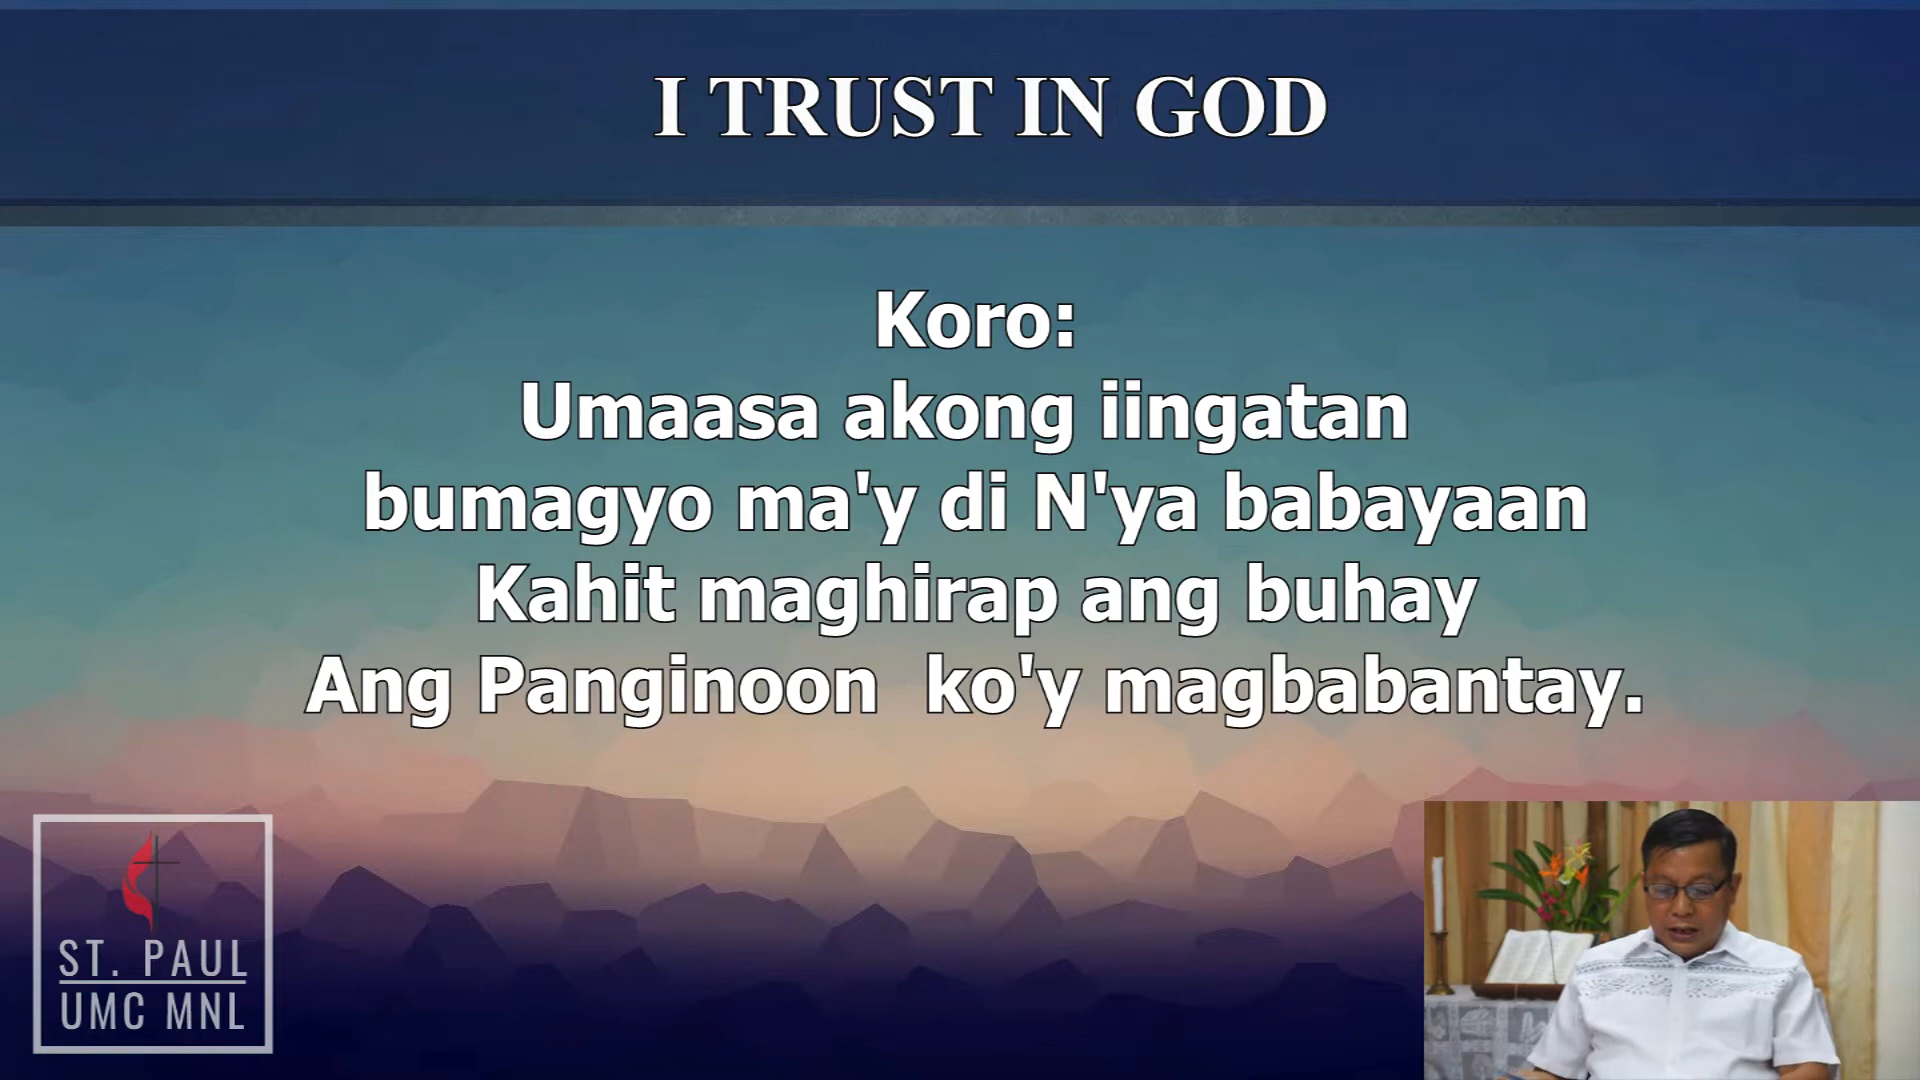 I TRUST IN GOD
Koro:
Umaasa akong iingatan
bumagyo ma'y di N'ya babayaan
Kahit maghirap ang buhay
Ang Panginoon  ko'y magbabantay.
ST. PAUL
UMC MNL